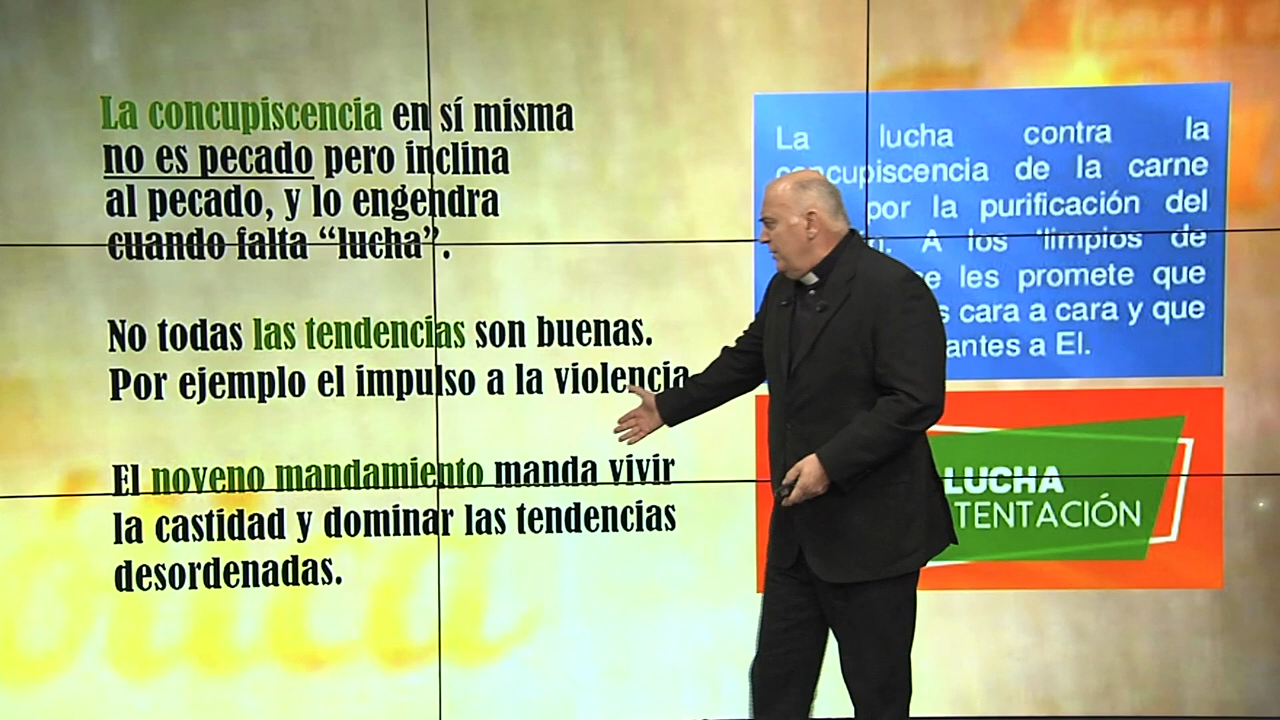 La concupiscencia en sí misma
no es pecado pero inclina
al pecado, y lo engendra
cuando falta “lucha”.
No todas las tendencias son buenas.
Por ejemplo el impulso a la violencia
El noveno mandamiento manda vivir
la castidad y dominar las tendencias
desordenadas.
La lucha contra la
concupiscencia de la carne
por la purificación del
A los 'limpios de
les promete que
cara a cara y que
a El.
LUCHA
TENTACIÓN